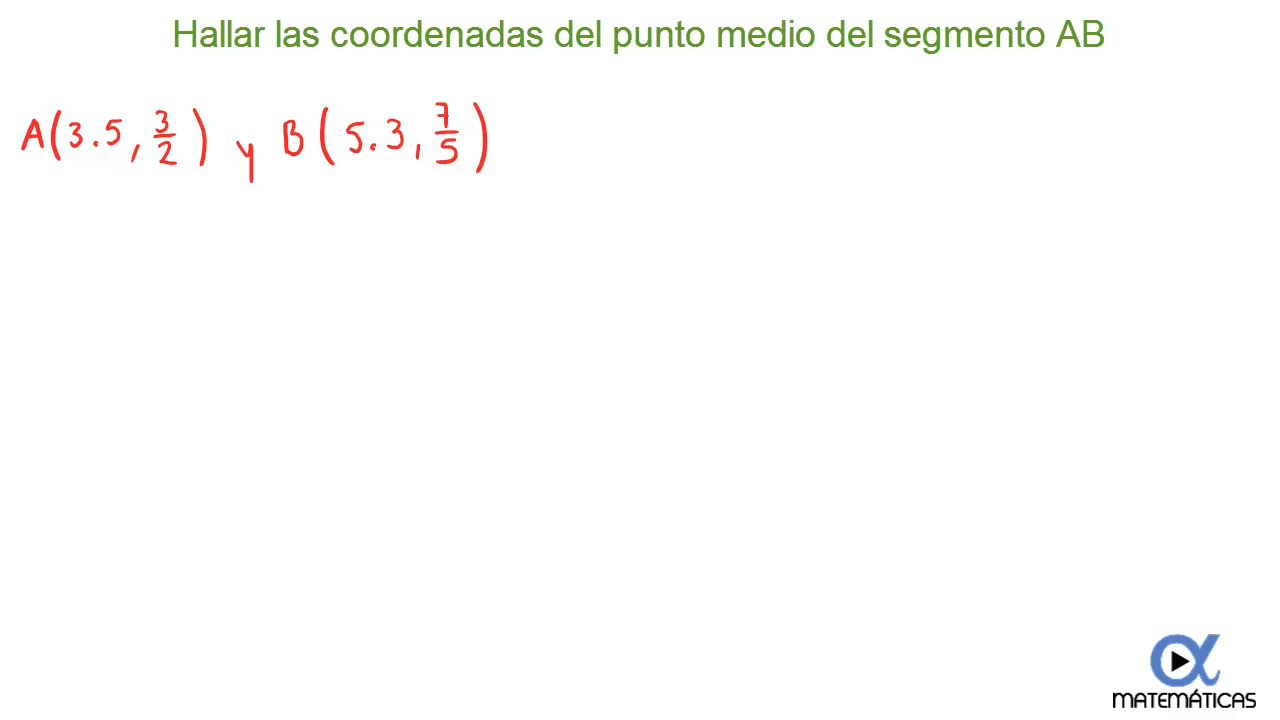 Hallar las coordenadas del punto medio del segmento AB
A(3.5, 3/2) y B(5.3, 7/5)
MATEMÁTICAS